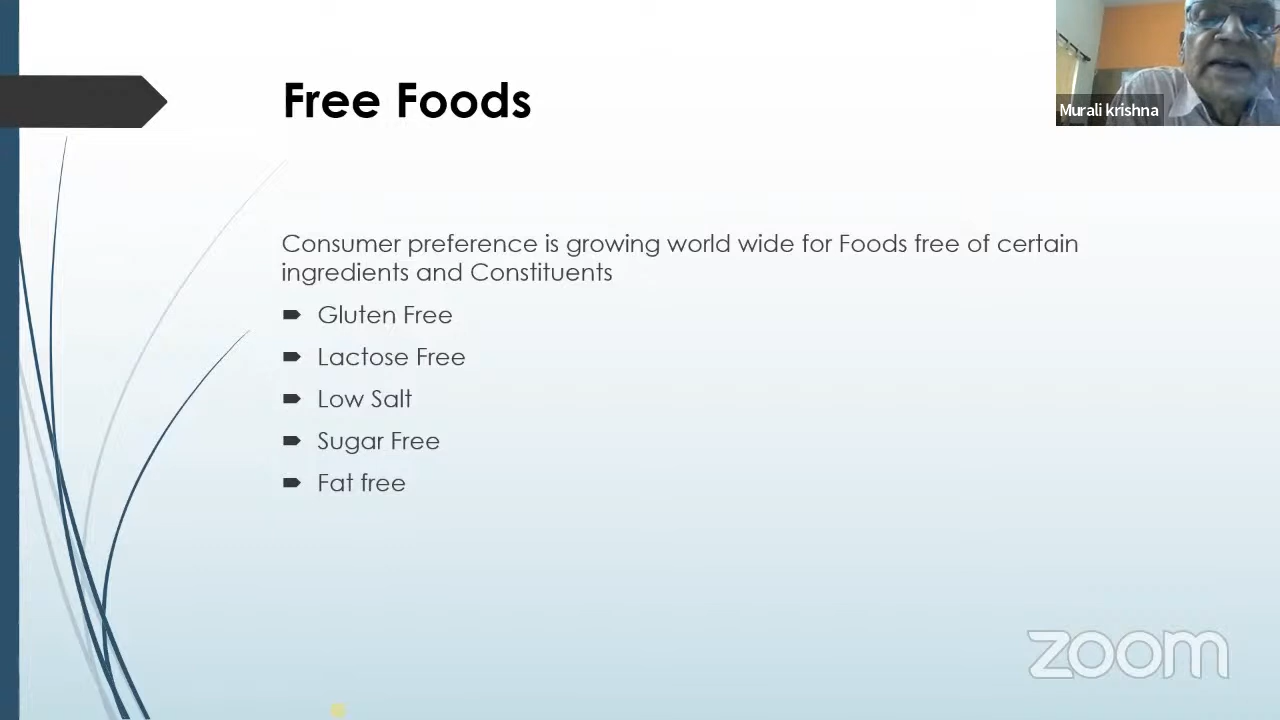 Free Foods
Murali krishna
Consumer preference is growing world wide for Foods free of certain
ingredients and Constituents
Gluten Free
Lactose Free
Low Salt
Sugar Free
Fat free
zoom